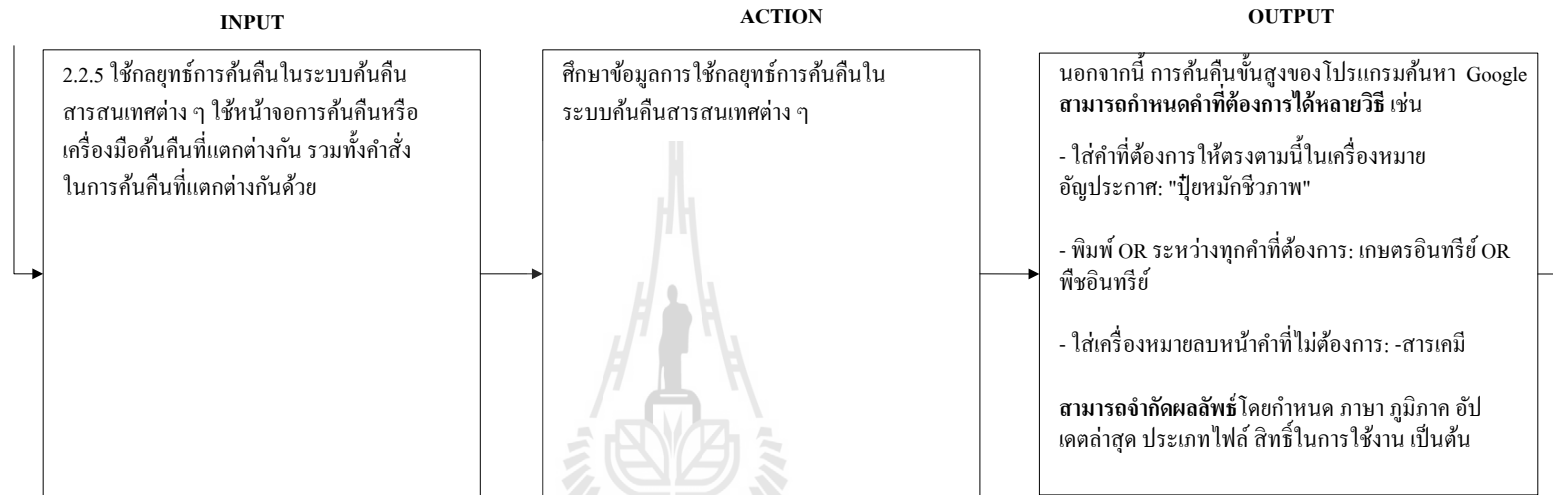 INPUT
ACTION
OUTPUT
2.2.5 ใช้กลยุทธ์การค้นคืนในระบบค้นคืน
สารสนเทศต่าง ๆ ใช้หน้าจอการค้นคืนหรือ
เครื่องมือค้นคืนที่แตกต่างกัน รวมทั้งคำสั่ง
ในการค้นคืนที่แตกต่างกันด้วย
ศึกษาข้อมูลการใช้กลยุทธ์การค้นคืนใน
ระบบค้นคืนสารสนเทศต่าง ๆ
นอกจากนี้ การค้นคืนขั้นสูงของโปรแกรมค้นหา Google
สามารถกำหนดคำที่ต้องการได้หลายวิธี เช่น
- ใส่คำที่ต้องการให้ตรงตามนี้ในเครื่องหมาย
อัญประกาศ: "ปุ๋ยหมักชีวภาพ"
- พิมพ์ OR ระหว่างทุกคำที่ต้องการ: เกษตรอินทรีย์ OR
พืชอินทรีย์
- ใส่เครื่องหมายลบหน้าคำที่ไม่ต้องการ: -สารเคมี
สามารถจำกัดผลลัพธ์โดยกำหนด ภาษา ภูมิภาค อัป
เดตล่าสุด ประเภทไฟล์ สิทธิ์ในการใช้งาน เป็นต้น